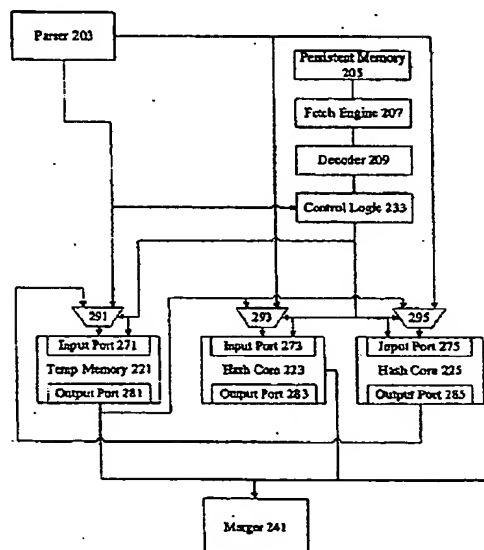 Parser 203
Persistent Memory
205
Fetch Engine 207
Decoder 209
Control Logic 233
291
293
295
Input Port 271
Temp Memory 221
Output Port 281
Input Port 273
Hash Core 223
Output Port 283
Input Port 275
Hash Core 225
Output Port 285
Merger 241